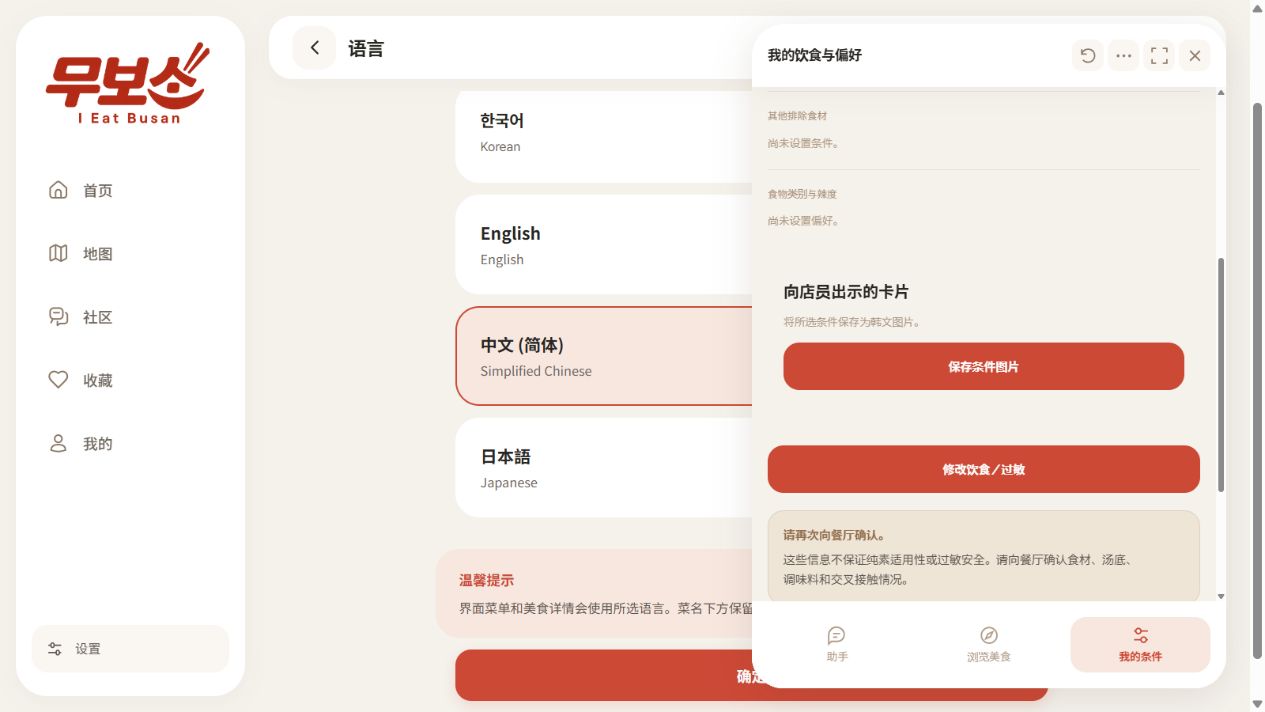 무보소
I Eat Busan
首页
地图
社区
收藏
我的
设置
语言
한국어
Korean
English
English
中文 (简体)
Simplified Chinese
日本語
Japanese
温馨提示
界面菜单和美食详情会使用所选语言。菜名下方保留
确定
我的饮食与偏好
其他排除食材
尚未设置条件。
食物类别与辣度
尚未设置偏好。
向店员出示的卡片
将所选条件保存为韩文图片。
保存条件图片
修改饮食／过敏
请再次向餐厅确认。
这些信息不保证纯素适用性或过敏安全。请向餐厅确认食材、汤底、
调味料和交叉接触情况。
助手
浏览美食
我的条件